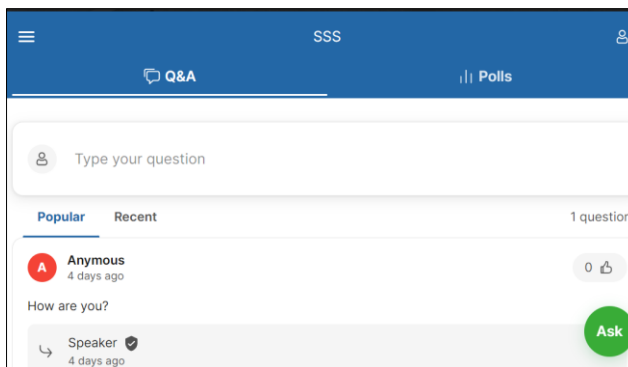 SSS
Q&A
Polls
Type your question
Popular Recent 1 question
A
Anymous
4 days ago
0
How are you?
Ask
Speaker
4 days ago